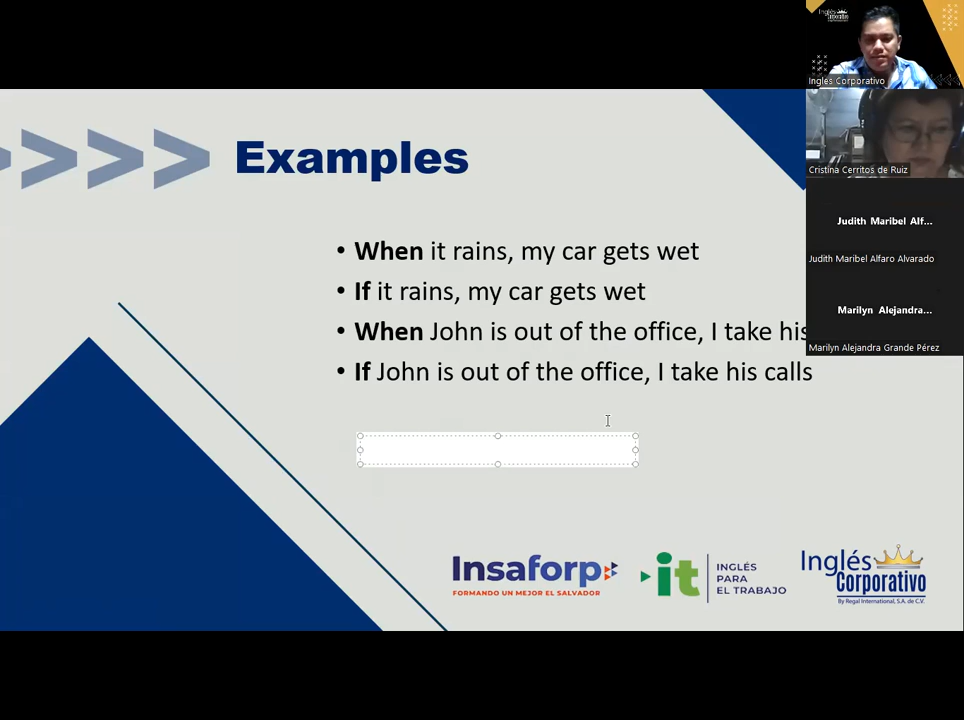 Inglés
Corporativo
Inglés Corporativo
Examples
Cristina Cerritos de Ruiz
Judith Maribel Alf...
Judith Maribel Alfaro Alvarado
Marilyn Alejandra...
Marilyn Alejandra Grande Pérez
• When it rains, my car gets wet
• If it rains, my car gets wet
• When John is out of the office, I take his
• If John is out of the office, I take his calls
Insaforp
FORMANDO UN MEJOR EL SALVADOR
it
INGLÉS
PARA
EL TRABAJO
Inglés
Corporativo
By Regal International, S.A. de C.V.